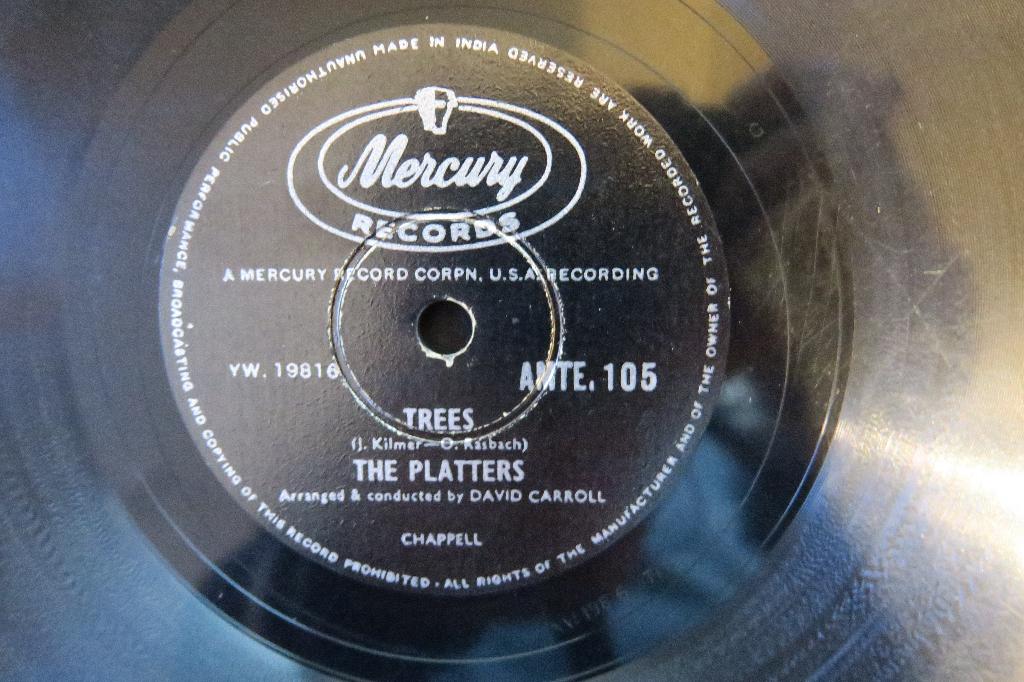 Mercury
RECORDS
A MERCURY RECORD CORPN. U.S.A. RECORDING
YW. 19816
ANTE. 105
TREES
(J. Kilmer—O. Rasbach)
THE PLATTERS
Arranged & conducted by DAVID CARROLL
CHAPPELL
MADE IN INDIA
UNAUTHORISED PUBLIC PERFORMANCE, BROADCASTING AND COPYING OF THIS RECORD PROHIBITED • ALL RIGHTS OF THE MANUFACTURER AND OF THE OWNER OF THE RECORDED WORK ARE RESERVED